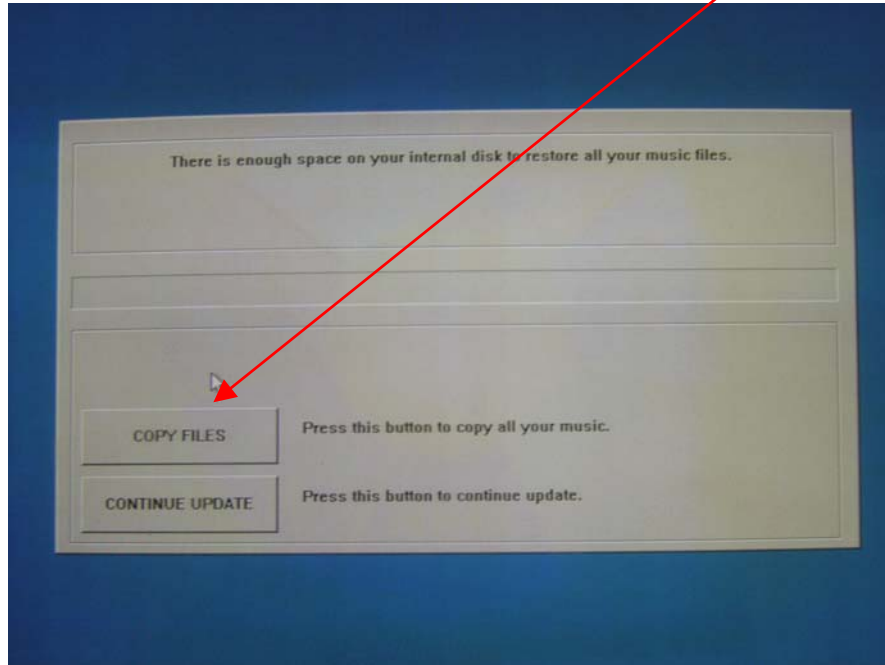 There is enough space on your internal disk to restore all your music files.
COPY FILES
Press this button to copy all your music.
CONTINUE UPDATE
Press this button to continue update.